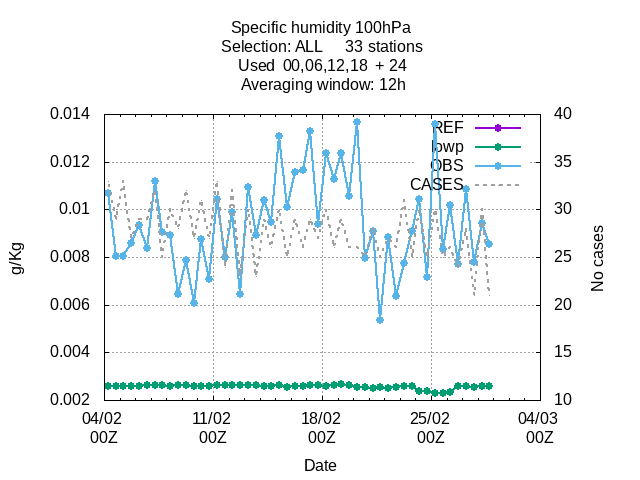 Specific humidity 100hPa
Selection: ALL 33 stations
Used 00,06,12,18 + 24
Averaging window: 12h
0.014
0.012
0.01
0.008
0.006
0.004
0.002
g/Kg
40
35
30
25
20
15
10
No cases
REF
lowp
OBS
CASES
04/02 11/02 18/02 25/02 04/03
00Z 00Z 00Z 00Z 00Z
Date